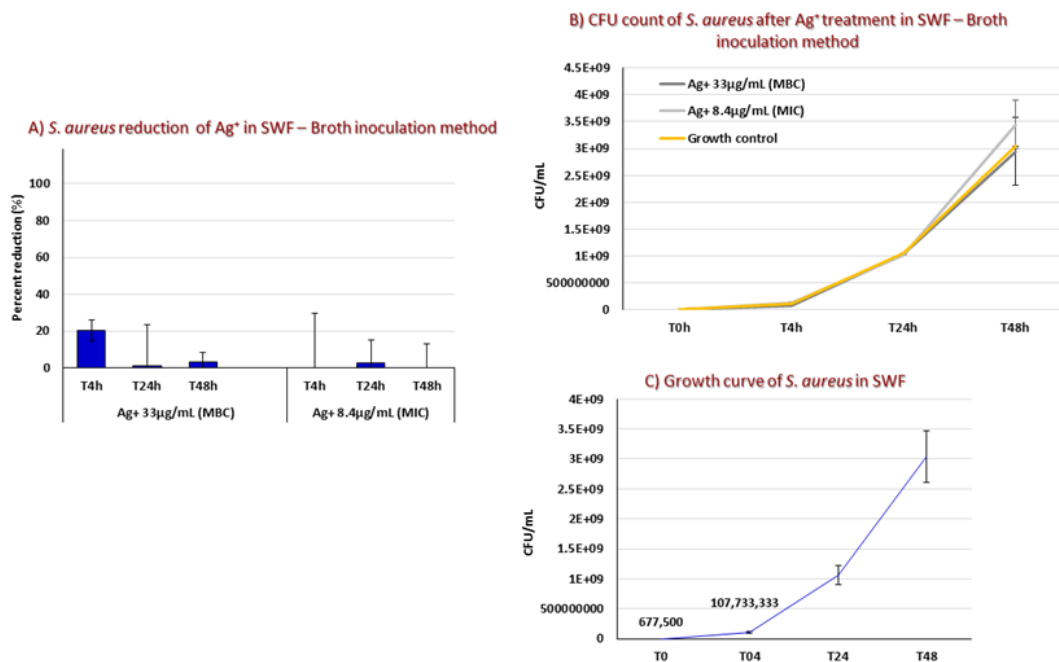 A) S. aureus reduction of Ag⁺ in SWF – Broth inoculation method
Percent reduction (%)
100
80
60
40
20
0
T4h T24h T48h T4h T24h T48h
Ag+ 33µg/mL (MBC) Ag+ 8.4µg/mL (MIC)
B) CFU count of S. aureus after Ag⁺ treatment in SWF – Broth
inoculation method
CFU/mL
4.5E+09
4E+09
3.5E+09
3E+09
2.5E+09
2E+09
1.5E+09
1E+09
500000000
0
Ag+ 33µg/mL (MBC)
Ag+ 8.4µg/mL (MIC)
Growth control
T0h T4h T24h T48h
C) Growth curve of S. aureus in SWF
CFU/mL
4E+09
3.5E+09
3E+09
2.5E+09
2E+09
1.5E+09
1E+09
500000000
0
677,500
107,733,333
T0 T04 T24 T48